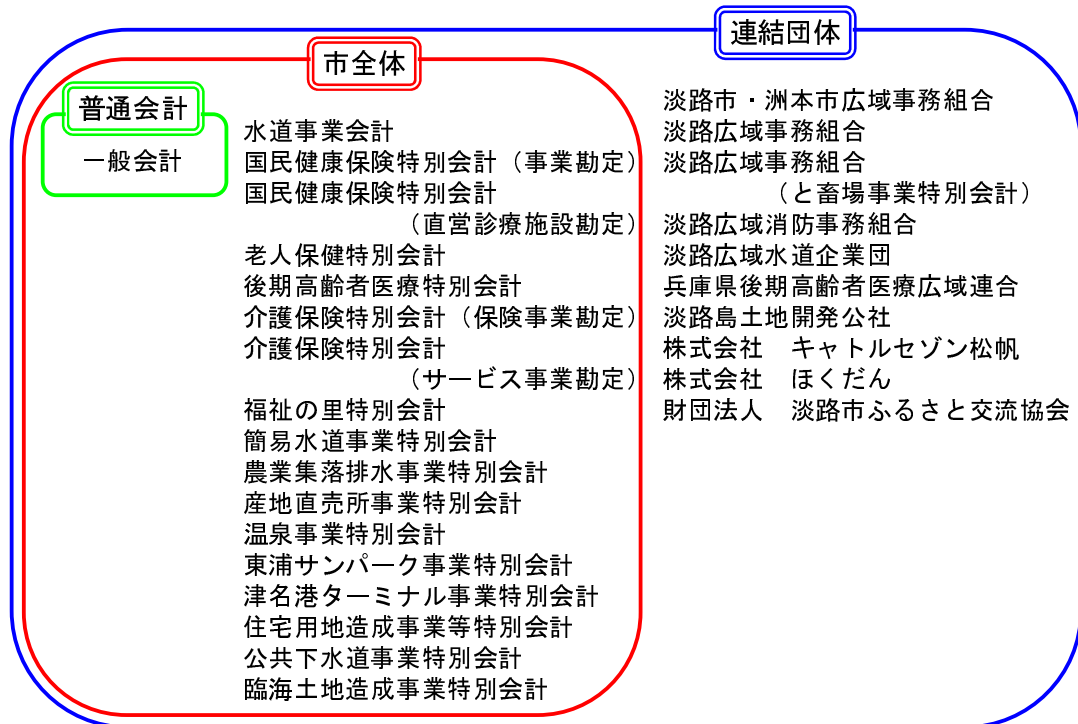 連結団体
市全体
普通会計
一般会計
水道事業会計
国民健康保険特別会計（事業勘定）
国民健康保険特別会計
（直営診療施設勘定）
老人保健特別会計
後期高齢者医療特別会計
介護保険特別会計（保険事業勘定）
介護保険特別会計
（サービス事業勘定）
福祉の里特別会計
簡易水道事業特別会計
農業集落排水事業特別会計
産地直売所事業特別会計
温泉事業特別会計
東浦サンパーク事業特別会計
津名港ターミナル事業特別会計
住宅用地造成事業等特別会計
公共下水道事業特別会計
臨海土地造成事業特別会計
淡路市・洲本市広域事務組合
淡路広域事務組合
淡路広域事務組合
（と畜場事業特別会計）
淡路広域消防事務組合
淡路広域水道企業団
兵庫県後期高齢者医療広域連合
淡路島土地開発公社
株式会社　キャトルセゾン松帆
株式会社　ほくだん
財団法人　淡路市ふるさと交流協会